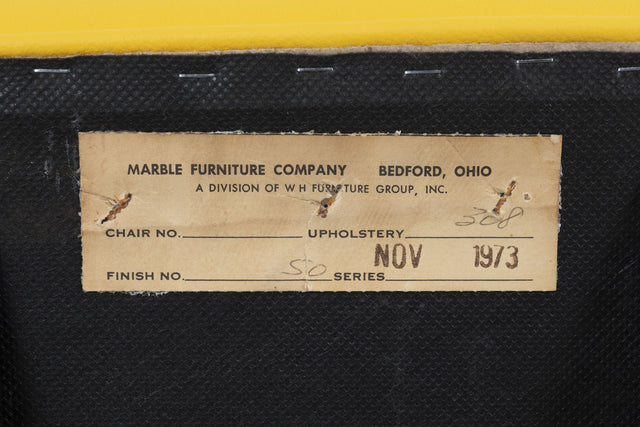 MARBLE FURNITURE COMPANY BEDFORD, OHIO
A DIVISION OF W H FURNITURE GROUP, INC.
308
CHAIR NO. UPHOLSTERY
NOV 1973
FINISH NO. 50 SERIES